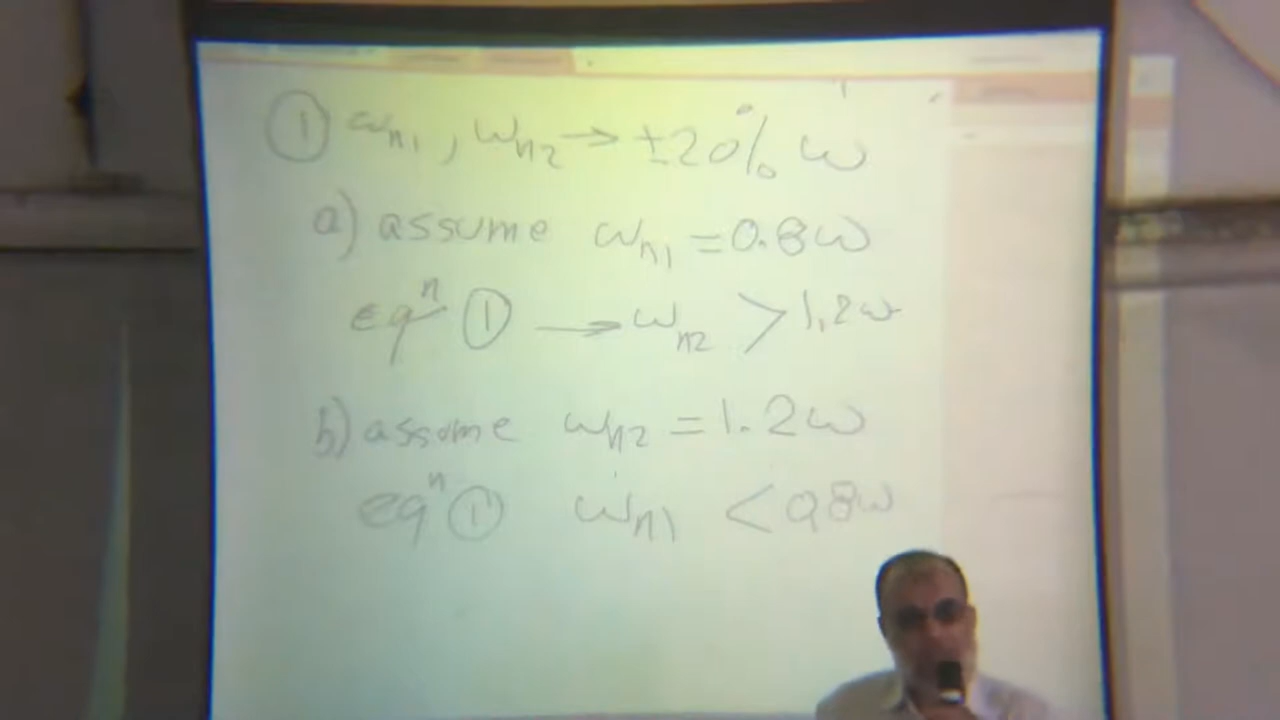 ① ωn1, ωn2 → ±20% ω
a) assume ωn1 = 0.8ω
eqⁿ ① → ωn2 > 1.2ω
b) assume ωn2 = 1.2ω
eqⁿ ① ωn1 < 0.8ω